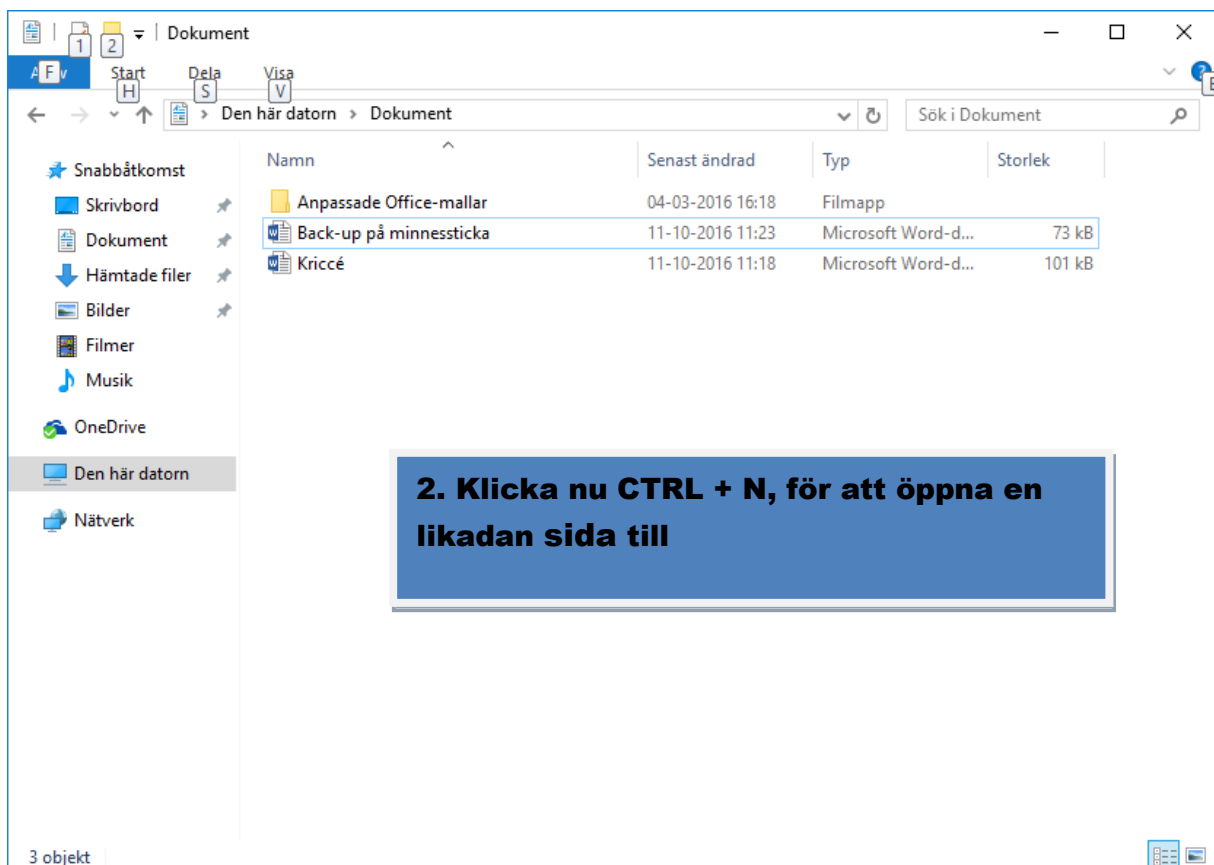 Dokument
1 2
A F v Start Dela Visa
H S V E
Den här datorn Dokument Sök i Dokument
Namn Senast ändrad Typ Storlek
Snabbåtkomst
Skrivbord
Dokument
Hämtade filer
Bilder
Filmer
Musik
OneDrive
Den här datorn
Nätverk
Anpassade Office-mallar 04-03-2016 16:18 Filmapp
Back-up på minnessticka 11-10-2016 11:23 Microsoft Word-d... 73 kB
Kriccé 11-10-2016 11:18 Microsoft Word-d... 101 kB
2. Klicka nu CTRL + N, för att öppna en
likadan sida till
3 objekt